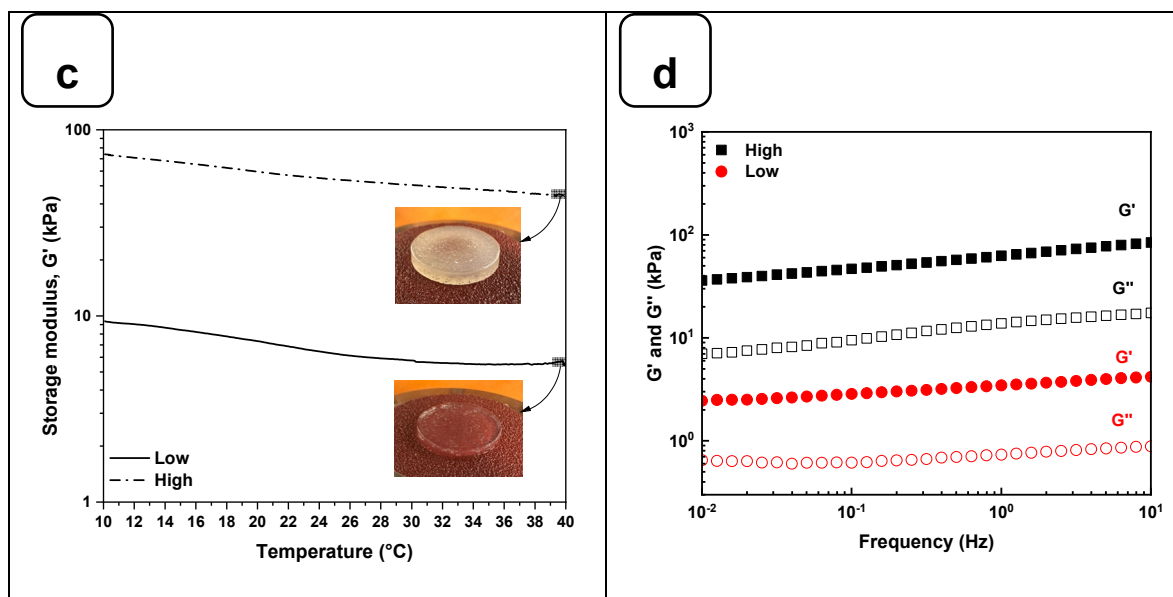 c
100
10
1
Storage modulus, G' (kPa)
Low
High
10 12 14 16 18 20 22 24 26 28 30 32 34 36 38 40
Temperature (°C)
d
10³
10²
10¹
10⁰
G' and G'' (kPa)
High
Low
G'
G''
G'
G''
10⁻² 10⁻¹ 10⁰ 10¹
Frequency (Hz)